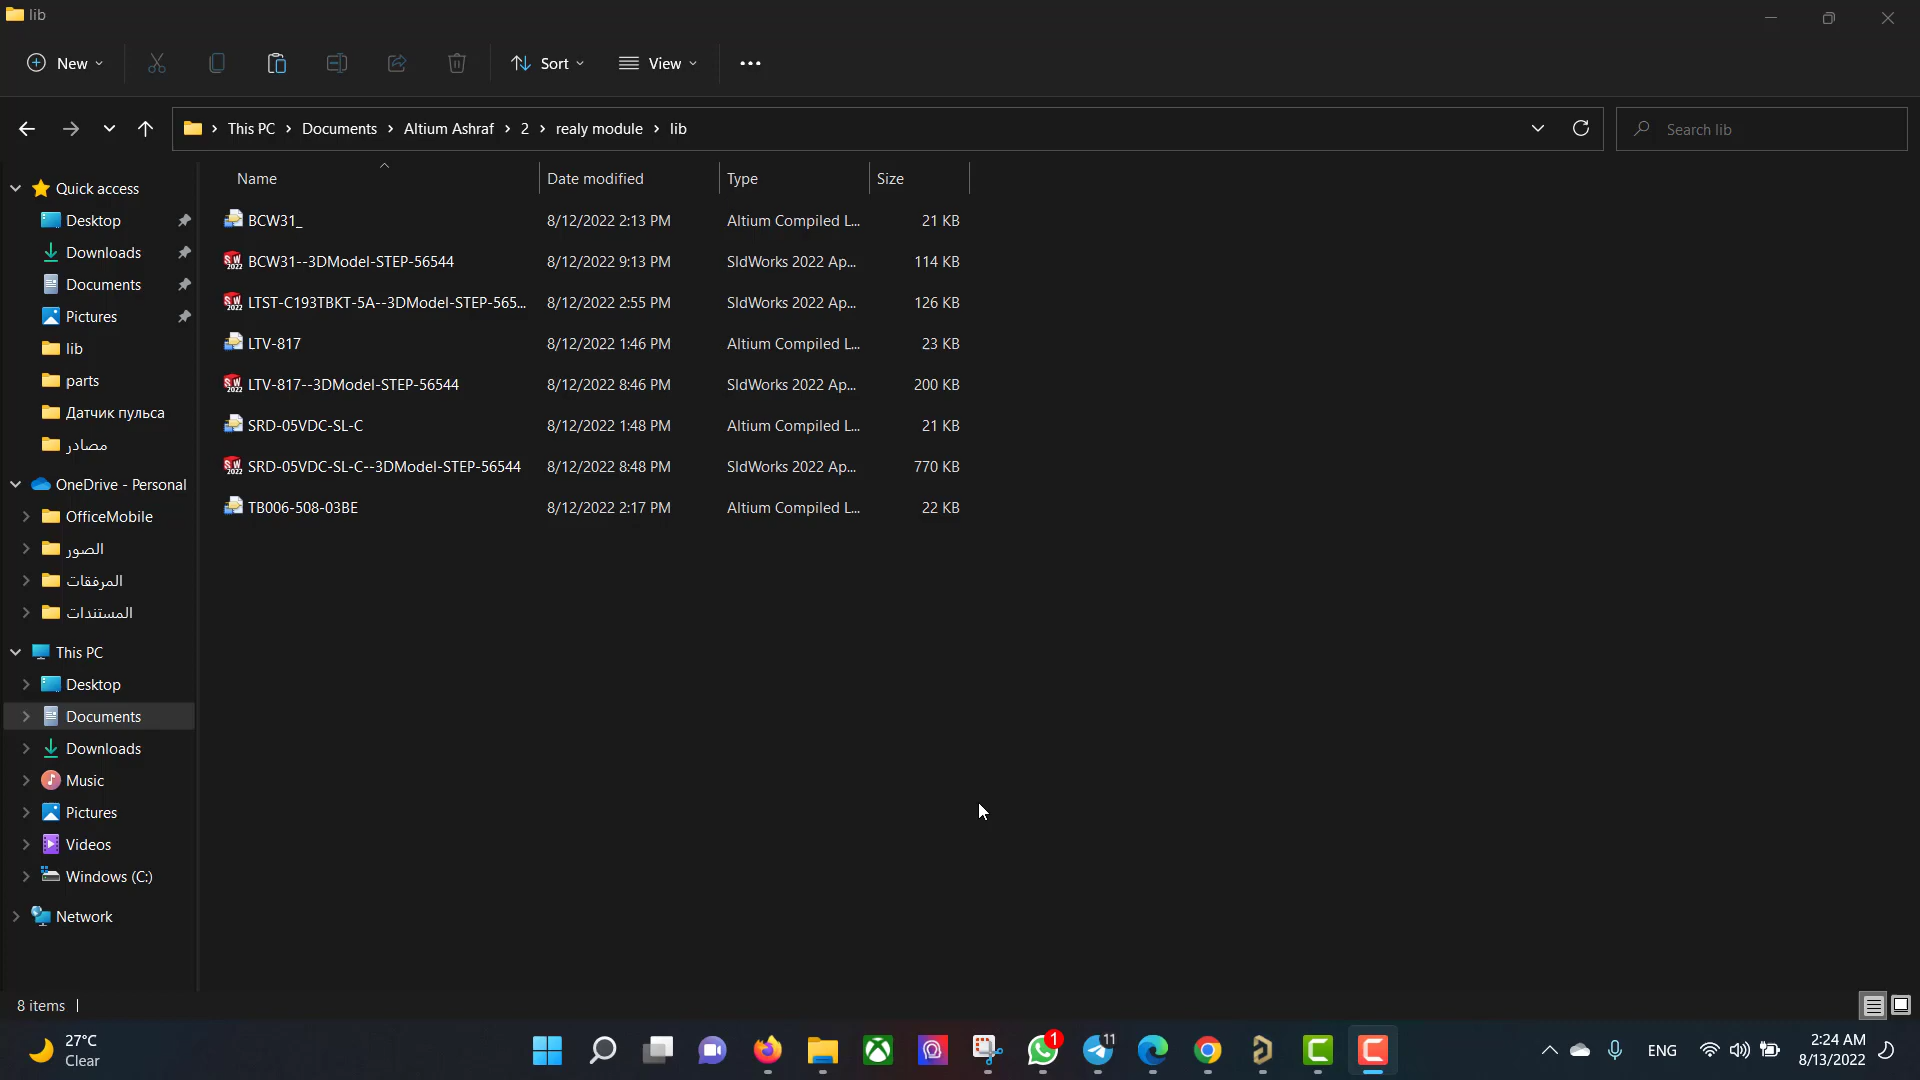 lib
New
Sort
View
This PC > Documents > Altium Ashraf > 2 > realy module > lib
Search lib
Name Date modified Type Size
BCW31_ 8/12/2022 2:13 PM Altium Compiled L... 21 KB
BCW31--3DModel-STEP-56544 8/12/2022 9:13 PM SldWorks 2022 Ap... 114 KB
LTST-C193TBKT-5A--3DModel-STEP-565... 8/12/2022 2:55 PM SldWorks 2022 Ap... 126 KB
LTV-817 8/12/2022 1:46 PM Altium Compiled L... 23 KB
LTV-817--3DModel-STEP-56544 8/12/2022 8:46 PM SldWorks 2022 Ap... 200 KB
SRD-05VDC-SL-C 8/12/2022 1:48 PM Altium Compiled L... 21 KB
SRD-05VDC-SL-C--3DModel-STEP-56544 8/12/2022 8:48 PM SldWorks 2022 Ap... 770 KB
TB006-508-03BE 8/12/2022 2:17 PM Altium Compiled L... 22 KB
Quick access
Desktop
Downloads
Documents
Pictures
lib
parts
Датчик пульса
مصادر
OneDrive - Personal
OfficeMobile
الصور
المرفقات
المستندات
This PC
Desktop
Documents
Downloads
Music
Pictures
Videos
Windows (C:)
Network
8 items
27°C
Clear
1
11
ENG
2:24 AM
8/13/2022